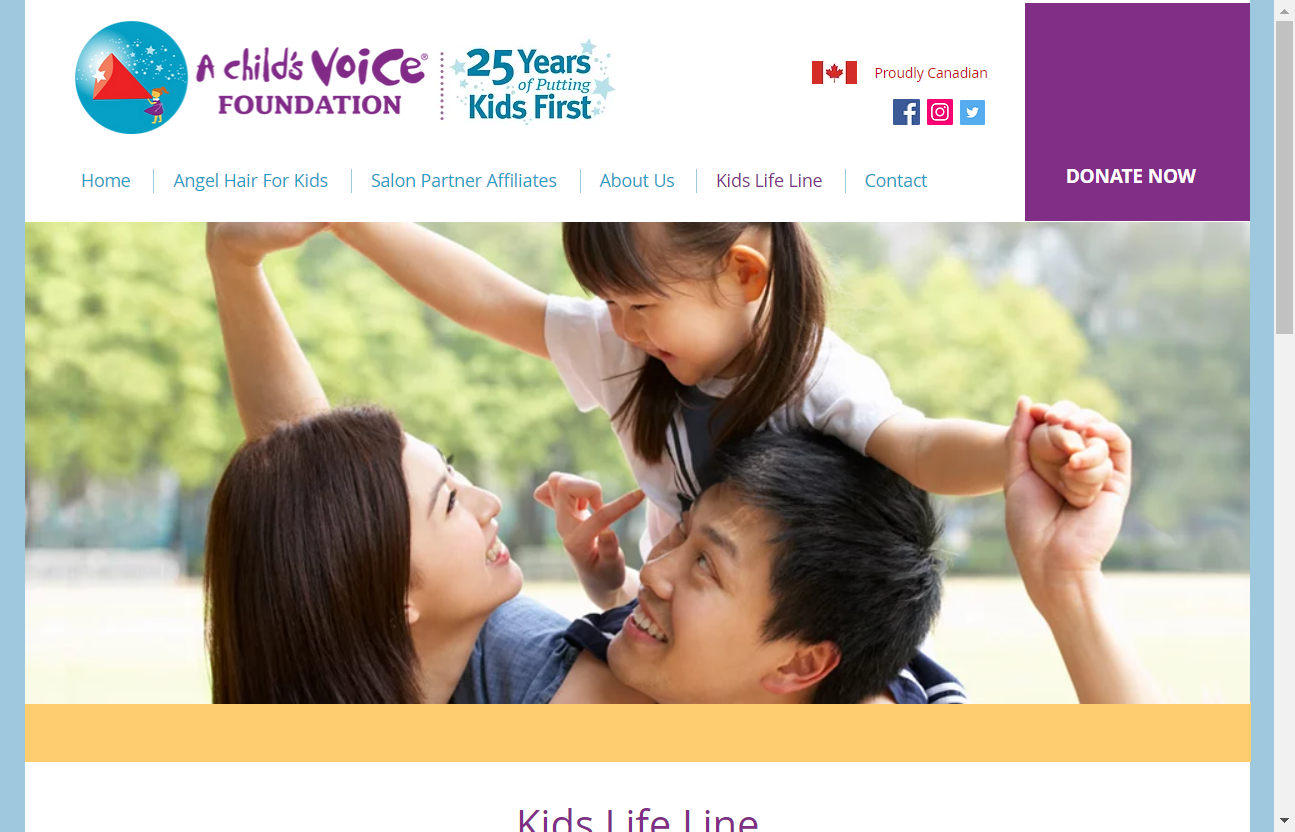 A child's Voice®
FOUNDATION
25 Years
of Putting
Kids First
Proudly Canadian
DONATE NOW
Home
Angel Hair For Kids
Salon Partner Affiliates
About Us
Kids Life Line
Contact
Kids Life Line